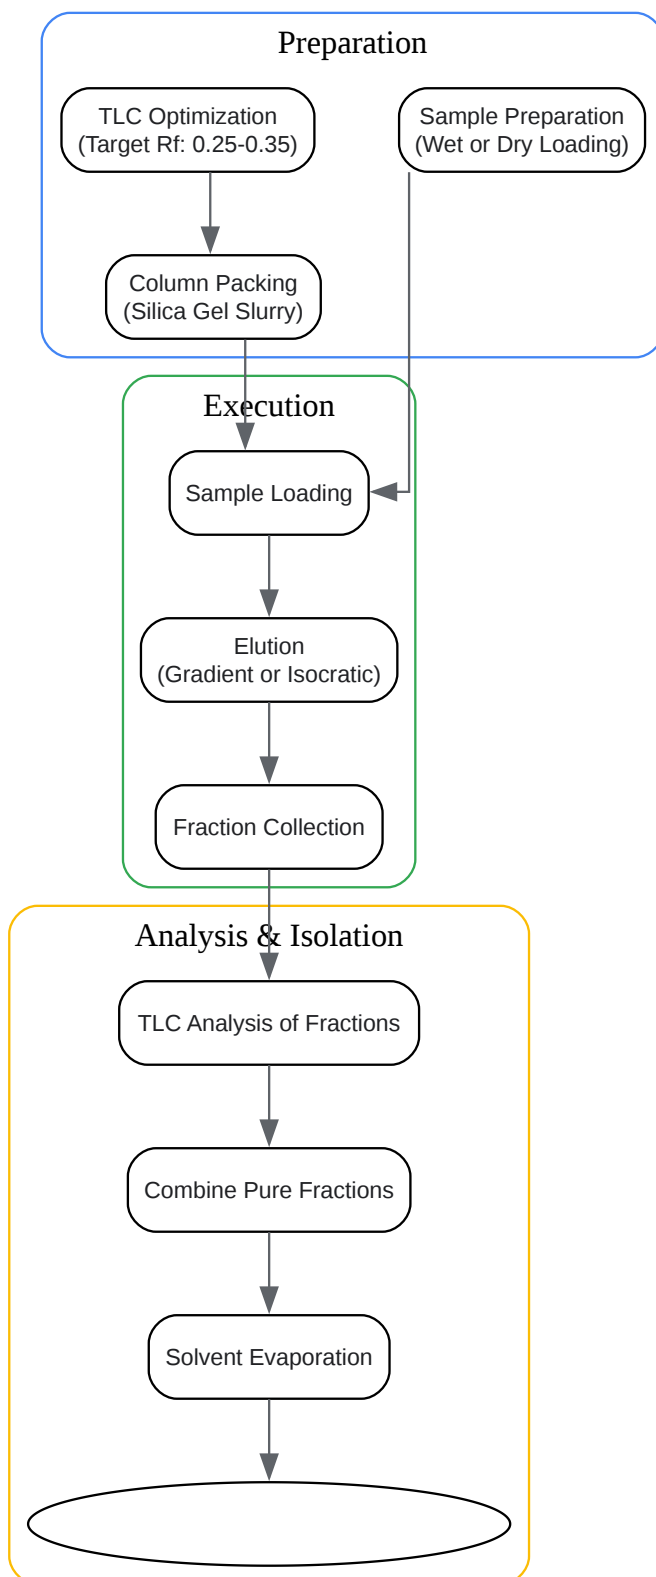 Preparation
TLC Optimization
(Target Rf: 0.25-0.35)
Sample Preparation
(Wet or Dry Loading)
Column Packing
(Silica Gel Slurry)
Execution
Sample Loading
Elution
(Gradient or Isocratic)
Fraction Collection
Analysis & Isolation
TLC Analysis of Fractions
Combine Pure Fractions
Solvent Evaporation